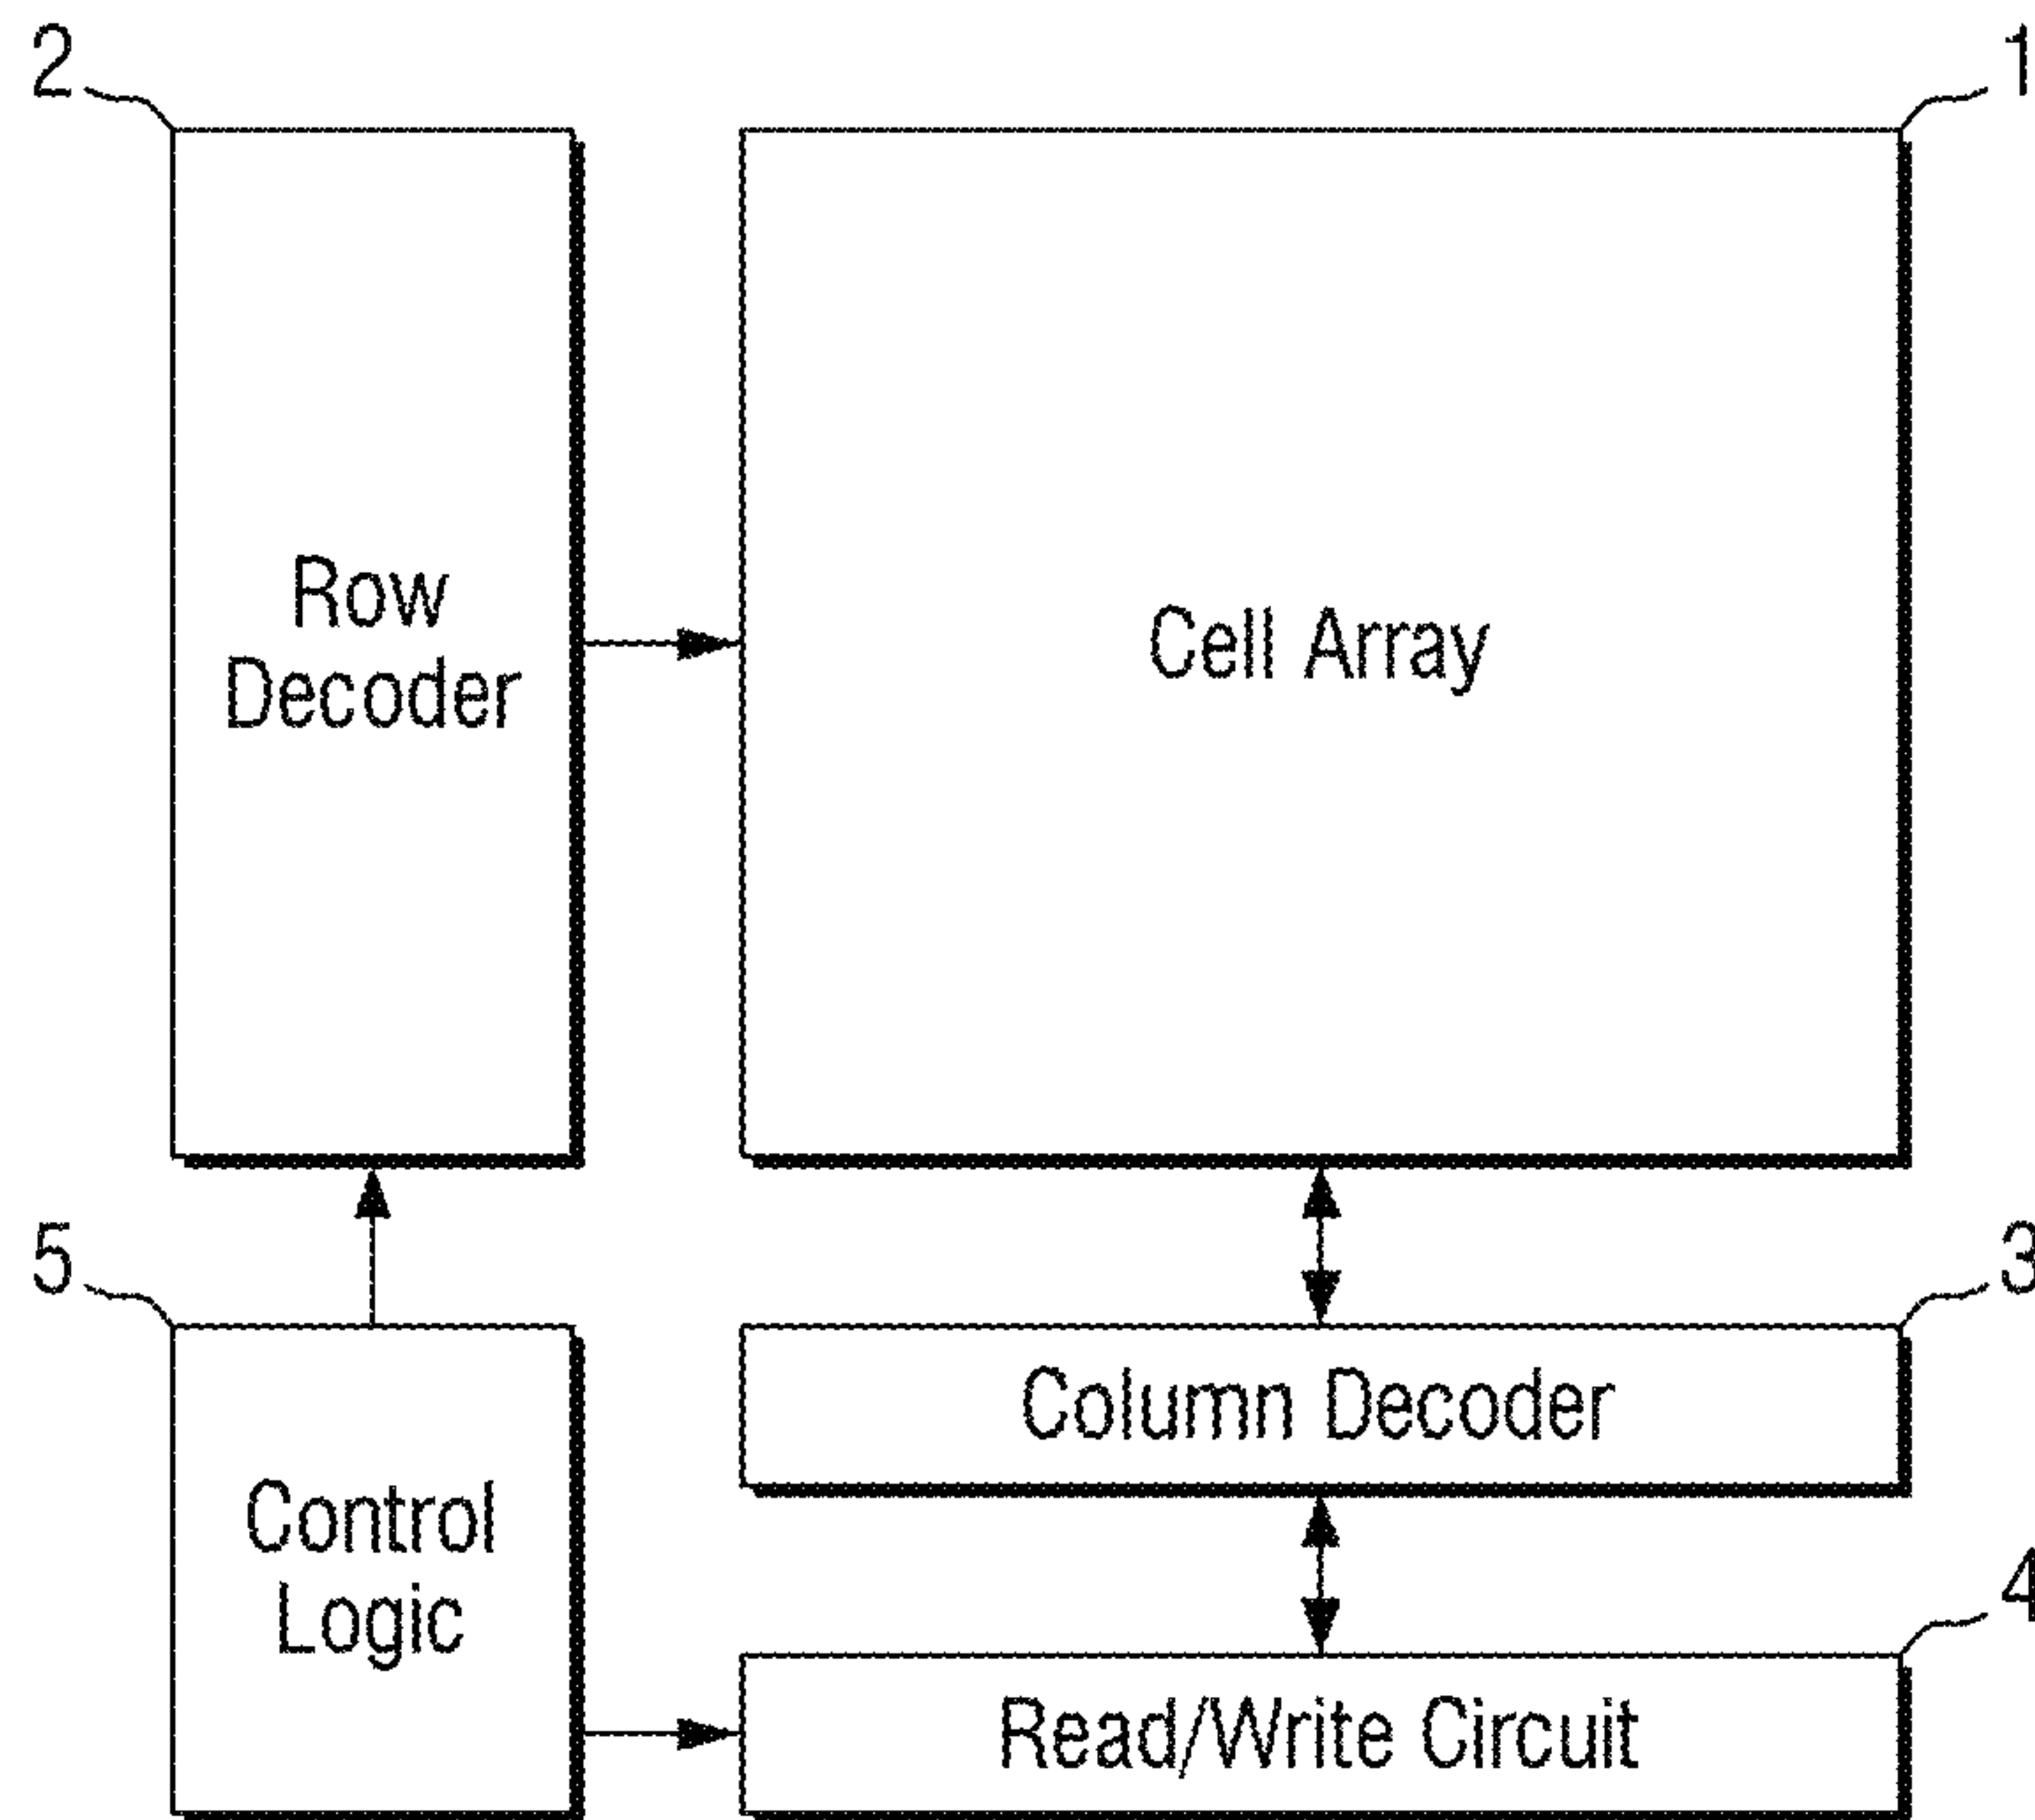 2
1
Row
Decoder
Cell Array
5
3
Column Decoder
Control
Logic
4
Read/Write Circuit